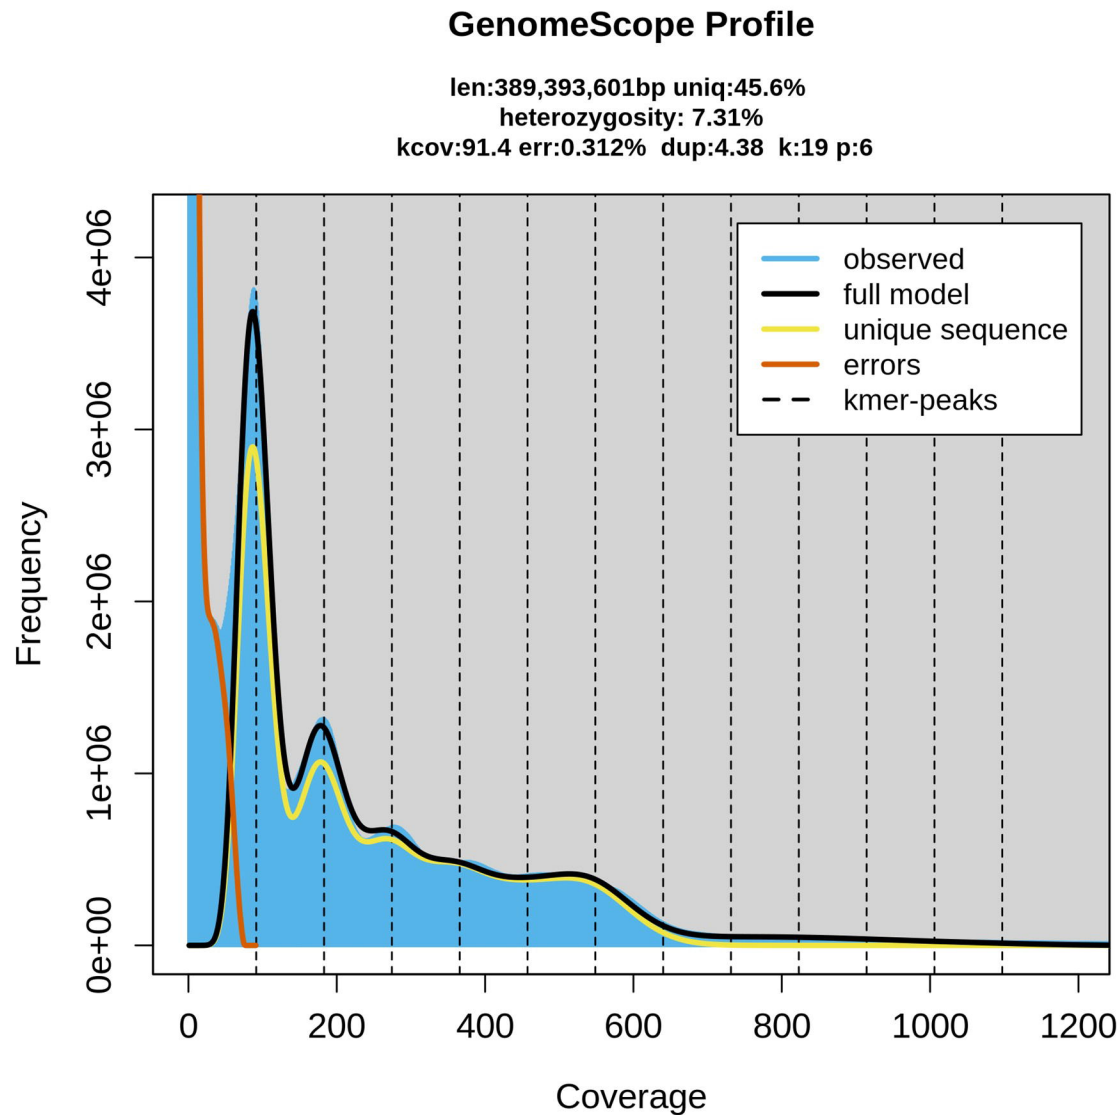 GenomeScope Profile
len:389,393,601bp uniq:45.6%
heterozygosity: 7.31%
kcov:91.4 err:0.312%  dup:4.38  k:19 p:6
observed
full model
unique sequence
errors
kmer-peaks
Frequency
4e+06
3e+06
2e+06
1e+06
0e+00
0 200 400 600 800 1000 1200
Coverage